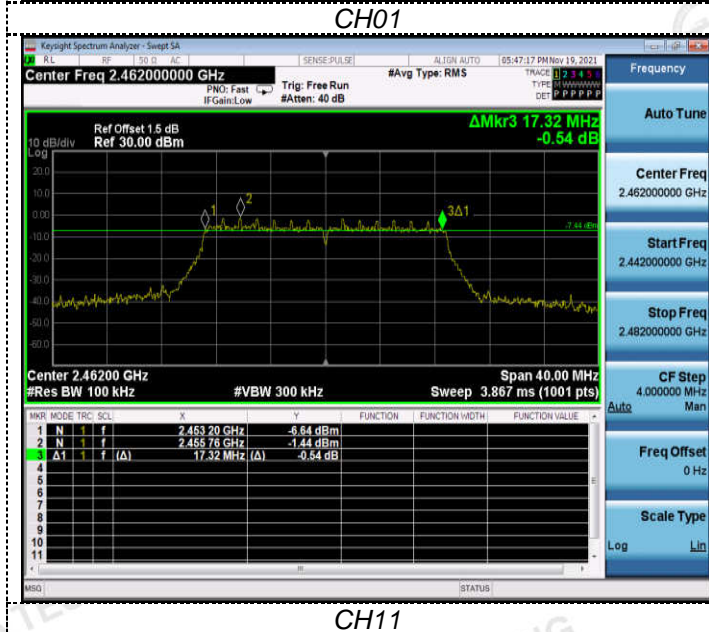 CH01
Keysight Spectrum Analyzer - Swept SA
RL RF 50 Ω AC SENSE:PULSE ALIGN AUTO 05:47:17 PM Nov 19, 2021
Center Freq 2.462000000 GHz #Avg Type: RMS TRACE 1 2 3 4 5 6
PNO: Fast Trig: Free Run TYPE M WWWWW
IFGain:Low #Atten: 40 dB DET P P P P P P
Frequency
Auto Tune
Center Freq
2.462000000 GHz
Start Freq
2.442000000 GHz
Stop Freq
2.482000000 GHz
CF Step
4.000000 MHz
Auto Man
Freq Offset
0 Hz
Scale Type
Log Lin
ΔMkr3 17.32 MHz
-0.54 dB
Ref Offset 1.5 dB
10 dB/div Ref 30.00 dBm
Log
20.0
10.0
0.00
-10.0
-20.0
-30.0
-40.0
-50.0
-60.0
1
2
3Δ1
-7.44 dBm
Center 2.46200 GHz Span 40.00 MHz
#Res BW 100 kHz #VBW 300 kHz Sweep 3.867 ms (1001 pts)
MKR MODE TRC SCL X Y FUNCTION FUNCTION WIDTH FUNCTION VALUE
1 N 1 f 2.453 20 GHz -6.64 dBm
2 N 1 f 2.455 76 GHz -1.44 dBm
3 Δ1 1 f (Δ) 17.32 MHz (Δ) -0.54 dB
4
5
6
7
8
9
10
11
MSG STATUS
CH11